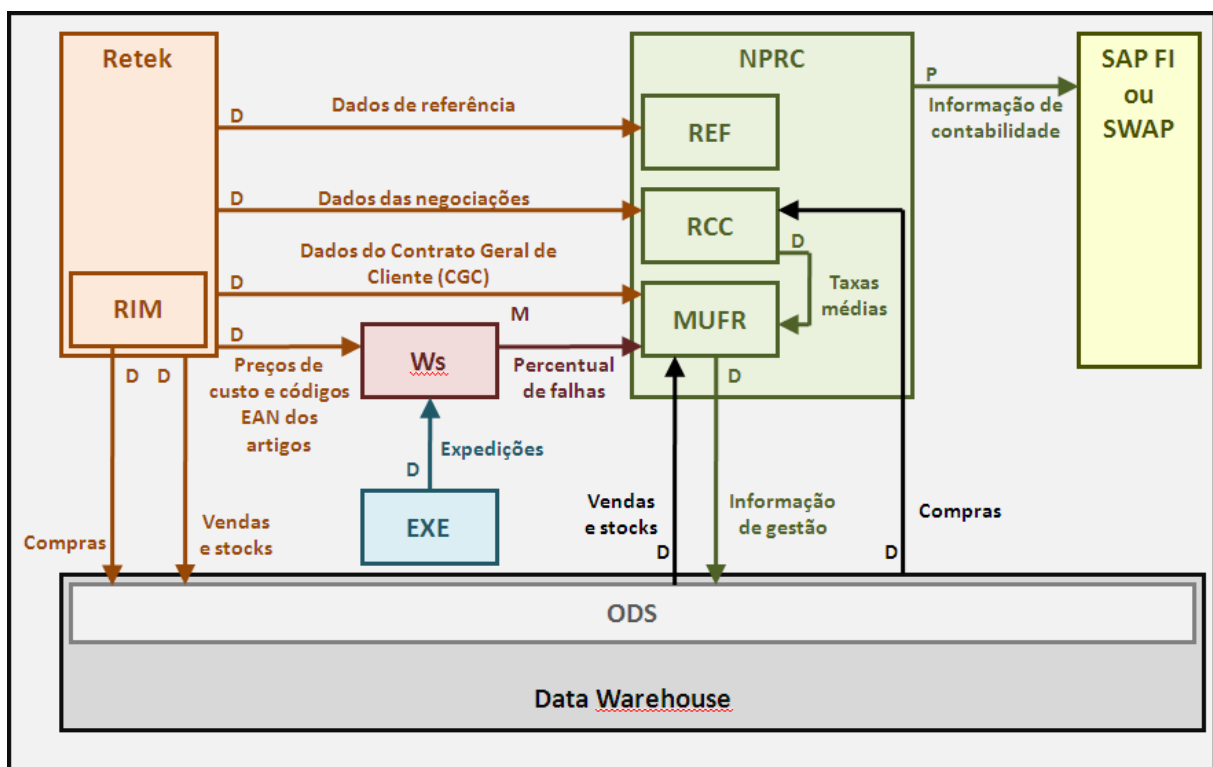 Retek
NPRC
SAP FI
ou
SWAP
P
Informação de
contabilidade
D
Dados de referência
REF
D
Dados das negociações
RCC
D
Taxas
médias
Dados do Contrato Geral de
Cliente (CGC)
D
RIM
MUFR
M
D
Ws
D
D
D
Preços de
custo e códigos
EAN dos
artigos
Percentual
de falhas
Expedições
D
EXE
Compras
Vendas
e stocks
Vendas
e stocks
D
Informação
de gestão
Compras
D
ODS
Data Warehouse